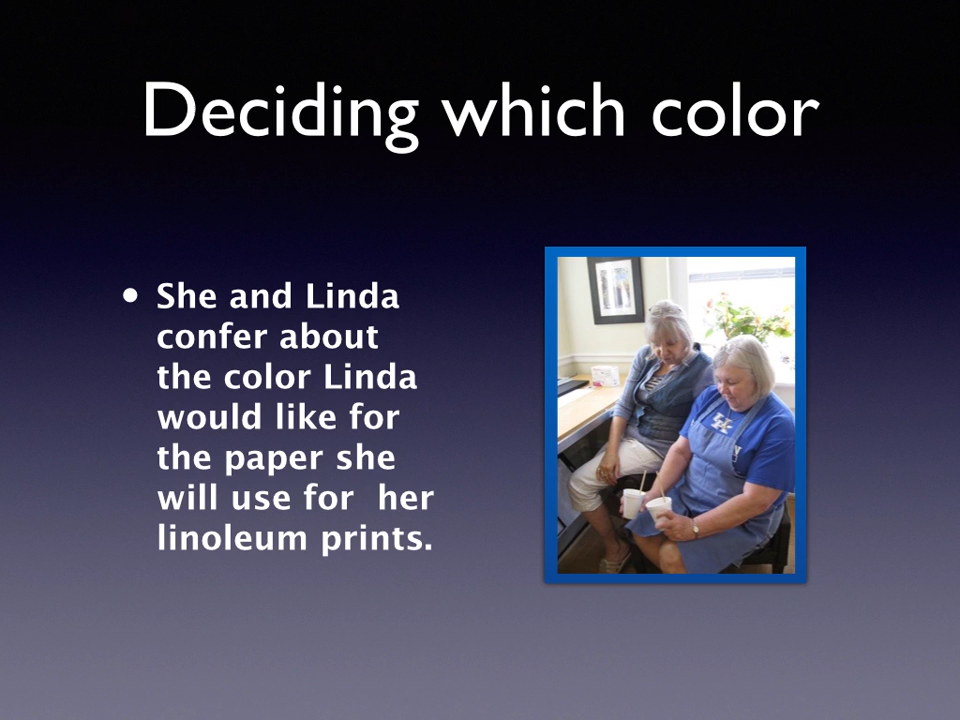 Deciding which color
• She and Linda
confer about
the color Linda
would like for
the paper she
will use for  her
linoleum prints.
UK